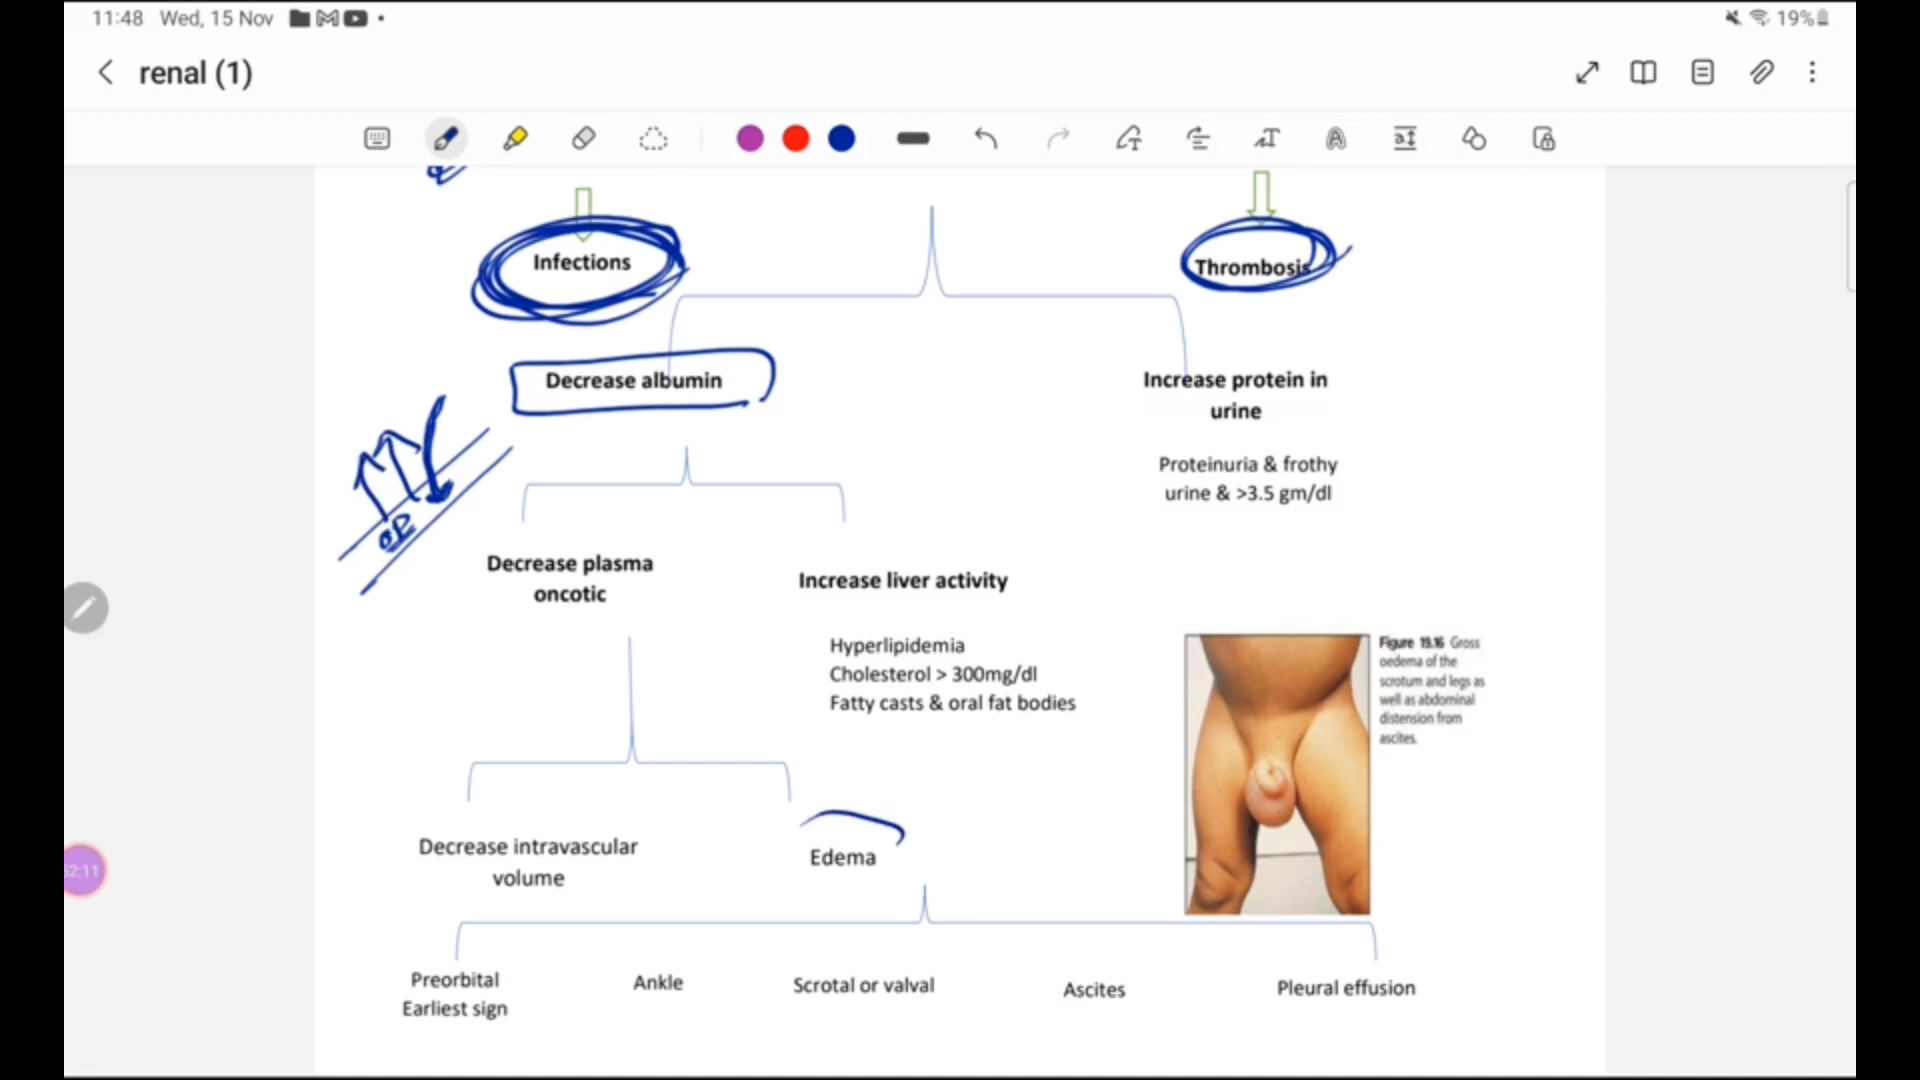 11:48 Wed, 15 Nov
19%
renal (1)
Infections
Thrombosis
Decrease albumin
Increase protein in
urine
Proteinuria & frothy
urine & >3.5 gm/dl
OP
Decrease plasma
oncotic
Increase liver activity
Hyperlipidemia
Cholesterol > 300mg/dl
Fatty casts & oral fat bodies
Figure 19.16 Gross
oedema of the
scrotum and legs as
well as abdominal
distension from
ascites.
Decrease intravascular
volume
Edema
52:11
Preorbital
Earliest sign
Ankle
Scrotal or valval
Ascites
Pleural effusion